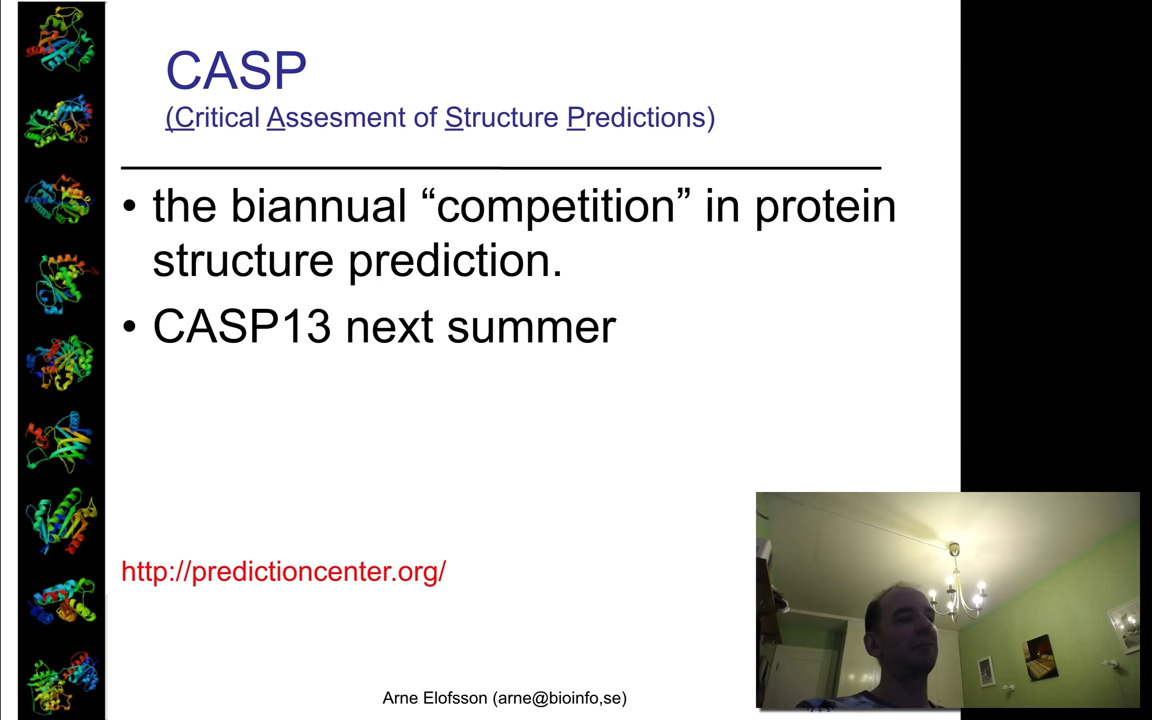 CASP
(Critical Assesment of Structure Predictions)
• the biannual “competition” in protein
structure prediction.
• CASP13 next summer
http://predictioncenter.org/
Arne Elofsson (arne@bioinfo,se)